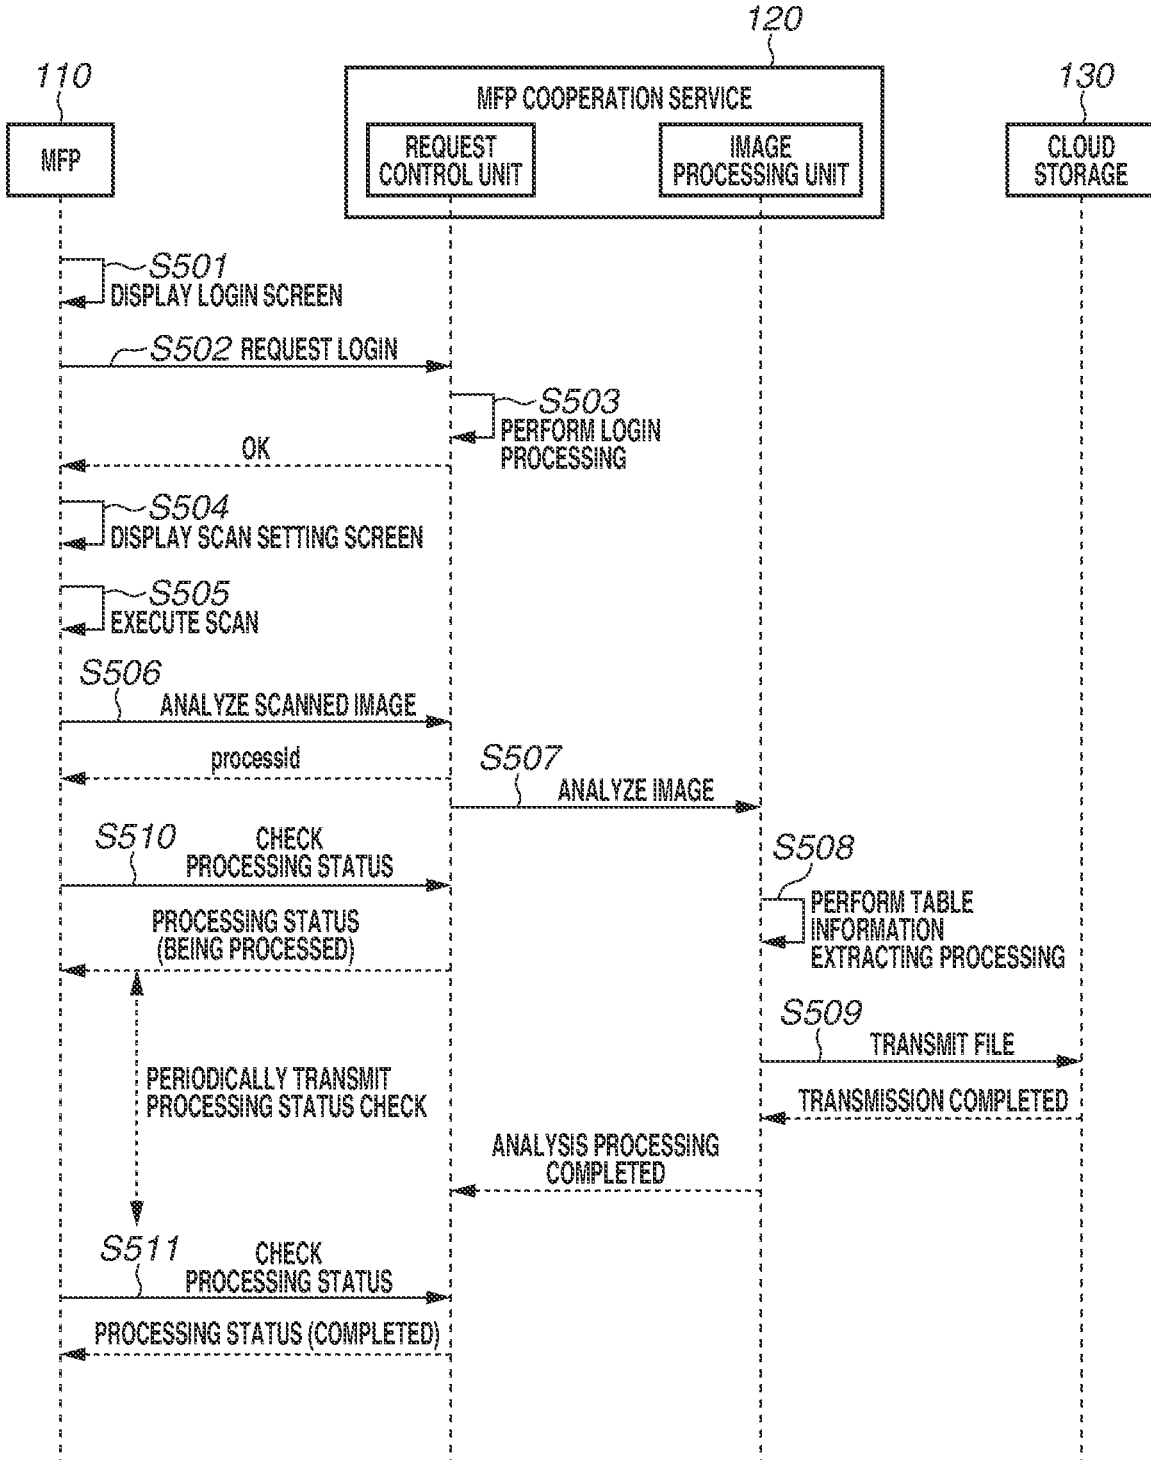 120
110
130
MFP COOPERATION SERVICE
MFP
REQUEST
CONTROL UNIT
IMAGE
PROCESSING UNIT
CLOUD
STORAGE
S501
DISPLAY LOGIN SCREEN
S502 REQUEST LOGIN
S503
PERFORM LOGIN
PROCESSING
OK
S504
DISPLAY SCAN SETTING SCREEN
S505
EXECUTE SCAN
S506
ANALYZE SCANNED IMAGE
processid
S507
ANALYZE IMAGE
S510
CHECK
PROCESSING STATUS
S508
PERFORM TABLE
INFORMATION
EXTRACTING PROCESSING
PROCESSING STATUS
(BEING PROCESSED)
S509
TRANSMIT FILE
PERIODICALLY TRANSMIT
PROCESSING STATUS CHECK
TRANSMISSION COMPLETED
ANALYSIS PROCESSING
COMPLETED
S511
CHECK
PROCESSING STATUS
PROCESSING STATUS (COMPLETED)